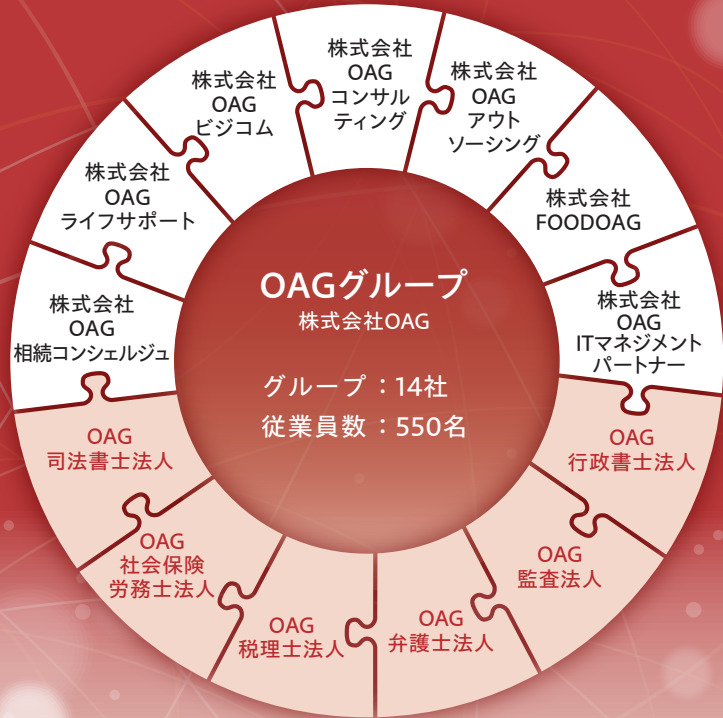 OAGグループ
株式会社OAG
グループ：14社
従業員数：550名
株式会社
OAG
コンサル
ティング
株式会社
OAG
アウト
ソーシング
株式会社
FOODOAG
株式会社
OAG
ITマネジメント
パートナー
OAG
行政書士法人
OAG
監査法人
OAG
弁護士法人
OAG
税理士法人
OAG
社会保険
労務士法人
OAG
司法書士法人
株式会社
OAG
相続コンシェルジュ
株式会社
OAG
ライフサポート
株式会社
OAG
ビジコム